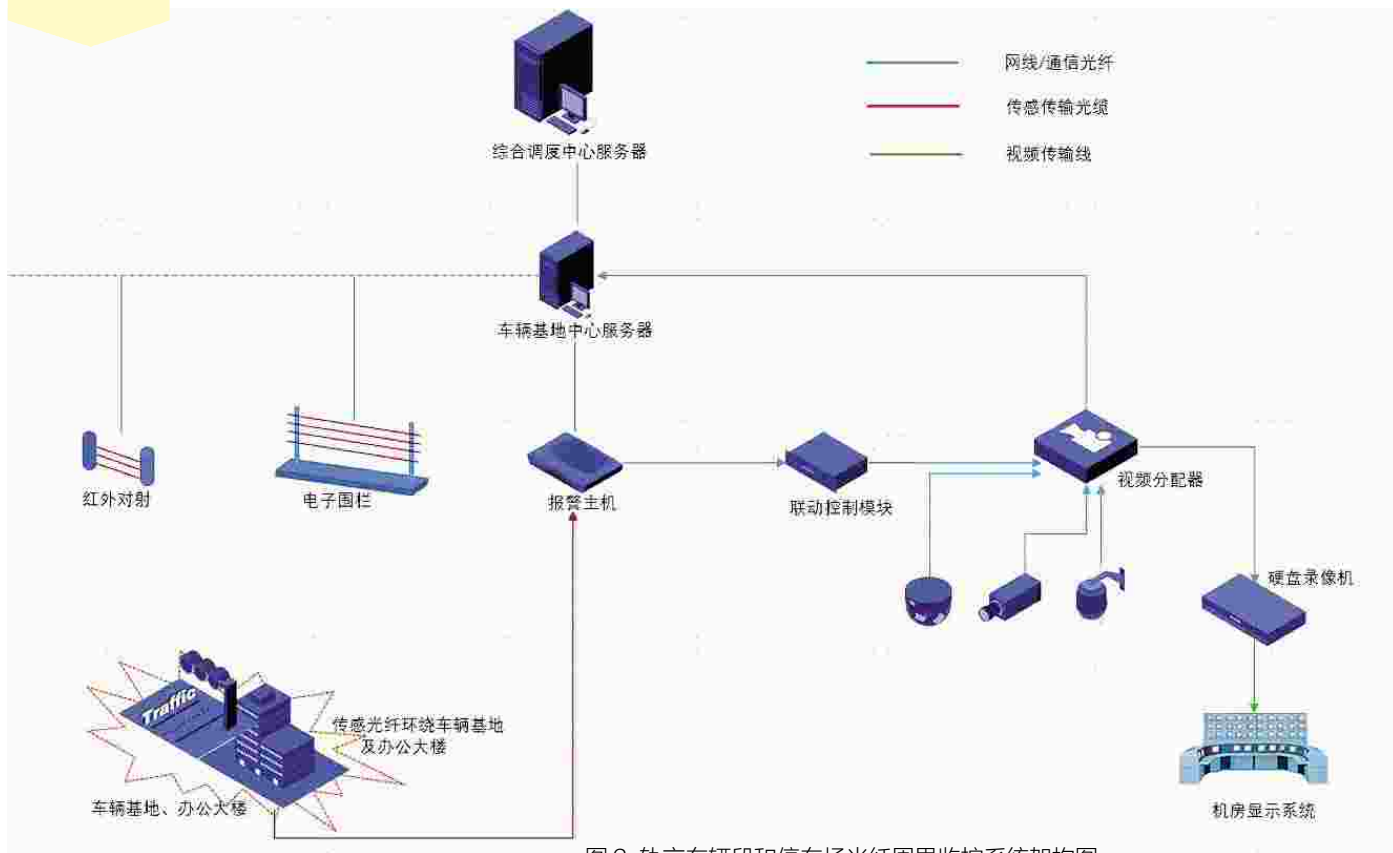 综合调度中心服务器
网线/通信光纤
传感传输光缆
视频传输线
车辆基地中心服务器
红外对射
电子围栏
报警主机
联动控制模块
视频分配器
硬盘录像机
Traffic
传感光纤环绕车辆基地
及办公大楼
车辆基地、办公大楼
机房显示系统